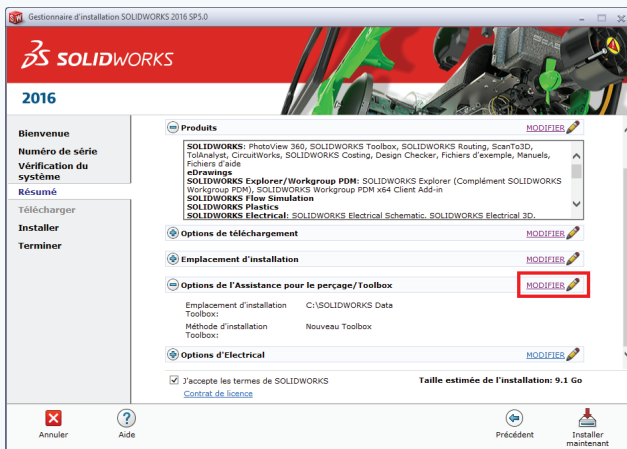 Gestionnaire d'installation SOLIDWORKS 2016 SP5.0
SOLIDWORKS
2016
Bienvenue
Numéro de série
Vérification du
système
Résumé
Télécharger
Installer
Terminer
Produits MODIFIER
SOLIDWORKS: PhotoView 360, SOLIDWORKS Toolbox, SOLIDWORKS Routing, ScanTo3D,
TolAnalyst, CircuitWorks, SOLIDWORKS Costing, Design Checker, Fichiers d'exemple, Manuels,
Fichiers d'aide
eDrawings
SOLIDWORKS Explorer/Workgroup PDM: SOLIDWORKS Explorer (Complément SOLIDWORKS
Workgroup PDM), SOLIDWORKS Workgroup PDM x64 Client Add-in
SOLIDWORKS Flow Simulation
SOLIDWORKS Plastics
SOLIDWORKS Electrical: SOLIDWORKS Electrical Schematic, SOLIDWORKS Electrical 3D,
Options de téléchargement MODIFIER
Emplacement d'installation MODIFIER
Options de l'Assistance pour le perçage/Toolbox MODIFIER
Emplacement d'installation C:\SOLIDWORKS Data
Toolbox:
Méthode d'installation Nouveau Toolbox
Toolbox:
Options d'Electrical MODIFIER
J'accepte les termes de SOLIDWORKS Taille estimée de l'installation: 9.1 Go
Contrat de licence
Annuler Aide Précédent Installer
maintenant